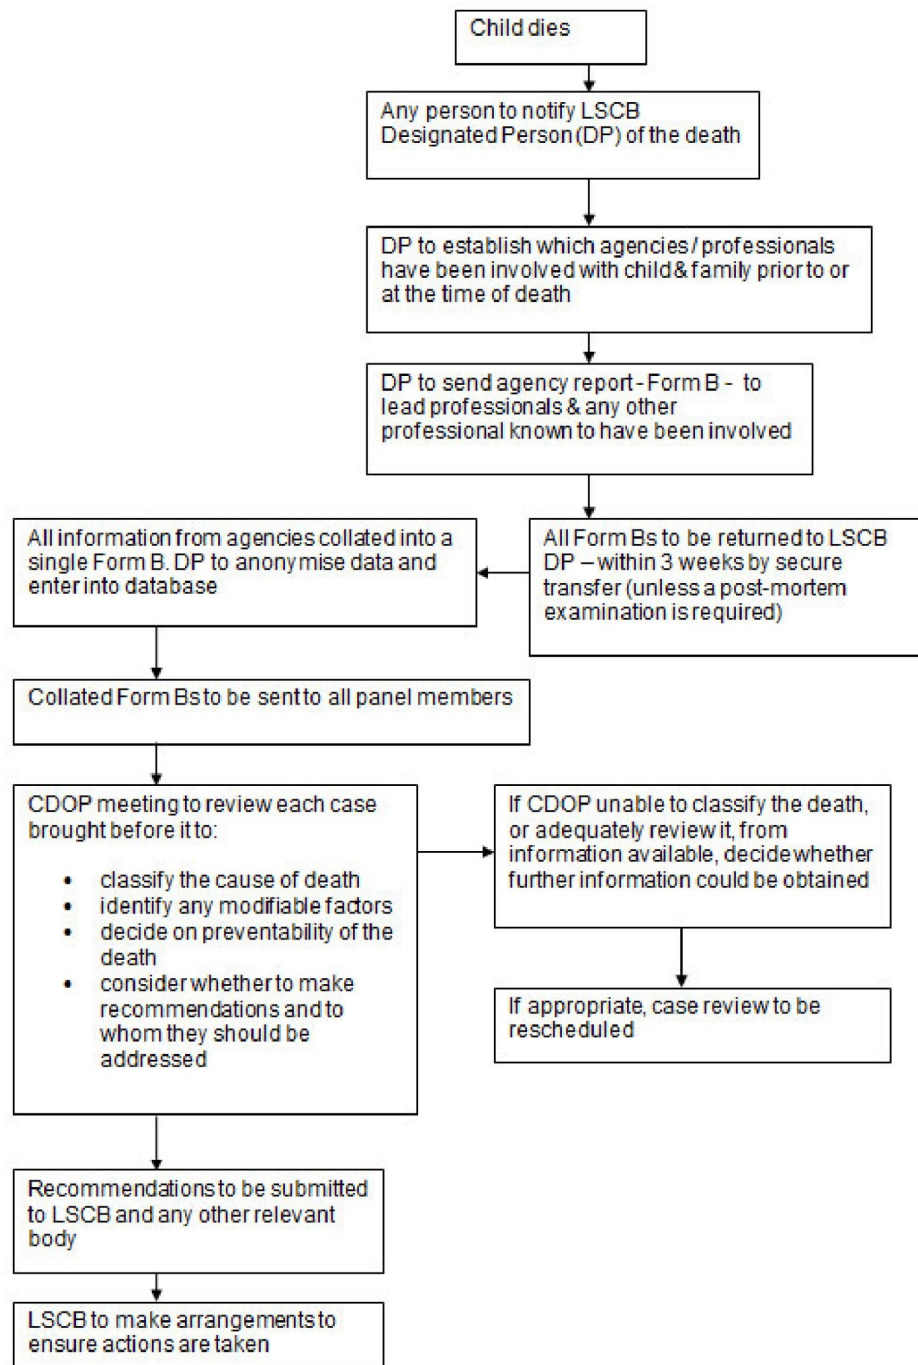 Child dies
Any person to notify LSCB
Designated Person (DP) of the death
DP to establish which agencies / professionals
have been involved with child & family prior to or
at the time of death
DP to send agency report - Form B - to
lead professionals & any other
professional known to have been involved
All Form Bs to be returned to LSCB
DP – within 3 weeks by secure
transfer (unless a post-mortem
examination is required)
All information from agencies collated into a
single Form B. DP to anonymise data and
enter into database
Collated Form Bs to be sent to all panel members
CDOP meeting to review each case
brought before it to:
• classify the cause of death
• identify any modifiable factors
• decide on preventability of the
death
• consider whether to make
recommendations and to
whom they should be
addressed
If CDOP unable to classify the death,
or adequately review it, from
information available, decide whether
further information could be obtained
If appropriate, case review to be
rescheduled
Recommendations to be submitted
to LSCB and any other relevant
body
LSCB to make arrangements to
ensure actions are taken